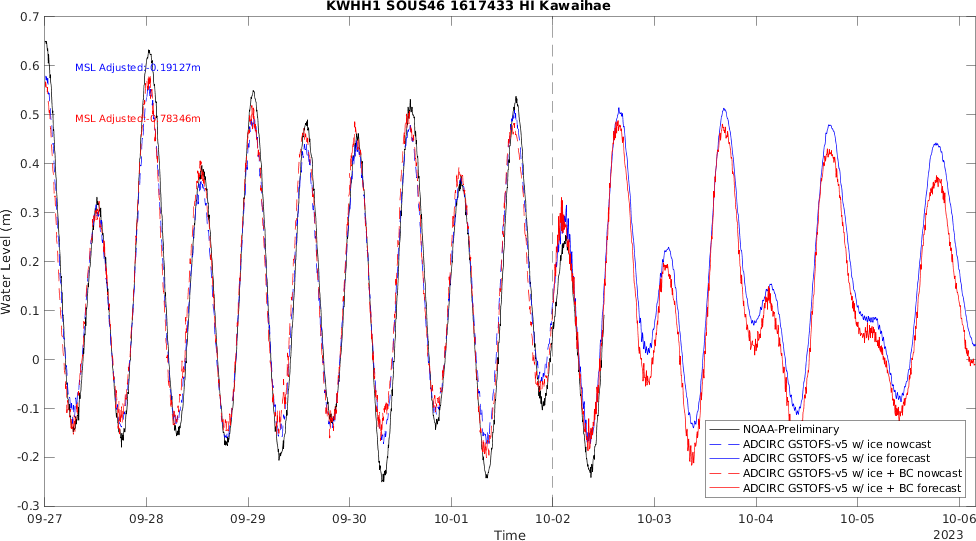 KWHH1 SOUS46 1617433 HI Kawaihae
0.7
0.6
0.5
0.4
0.3
0.2
0.1
0
-0.1
-0.2
-0.3
Water Level (m)
MSL Adjusted:-0.19127m
MSL Adjusted:-0.78346m
NOAA-Preliminary
ADCIRC GSTOFS-v5 w/ ice nowcast
ADCIRC GSTOFS-v5 w/ ice forecast
ADCIRC GSTOFS-v5 w/ ice + BC nowcast
ADCIRC GSTOFS-v5 w/ ice + BC forecast
09-27 09-28 09-29 09-30 10-01 10-02 10-03 10-04 10-05 10-06
Time
2023